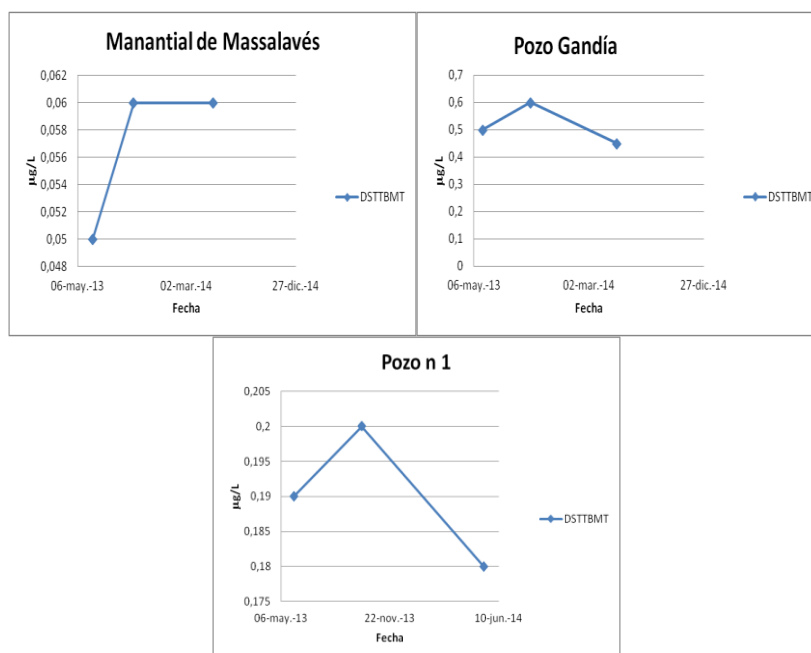 Manantial de Massalavés
0,062
0,06
0,058
0,056
0,054
0,052
0,05
0,048
µg/L
06-may.-13 02-mar.-14 27-dic.-14
Fecha
DSTTBMT
Pozo Gandía
0,7
0,6
0,5
0,4
0,3
0,2
0,1
0
µg/L
06-may.-13 02-mar.-14 27-dic.-14
Fecha
DSTTBMT
Pozo n 1
0,205
0,2
0,195
0,19
0,185
0,18
0,175
µg/L
06-may.-13 22-nov.-13 10-jun.-14
Fecha
DSTTBMT